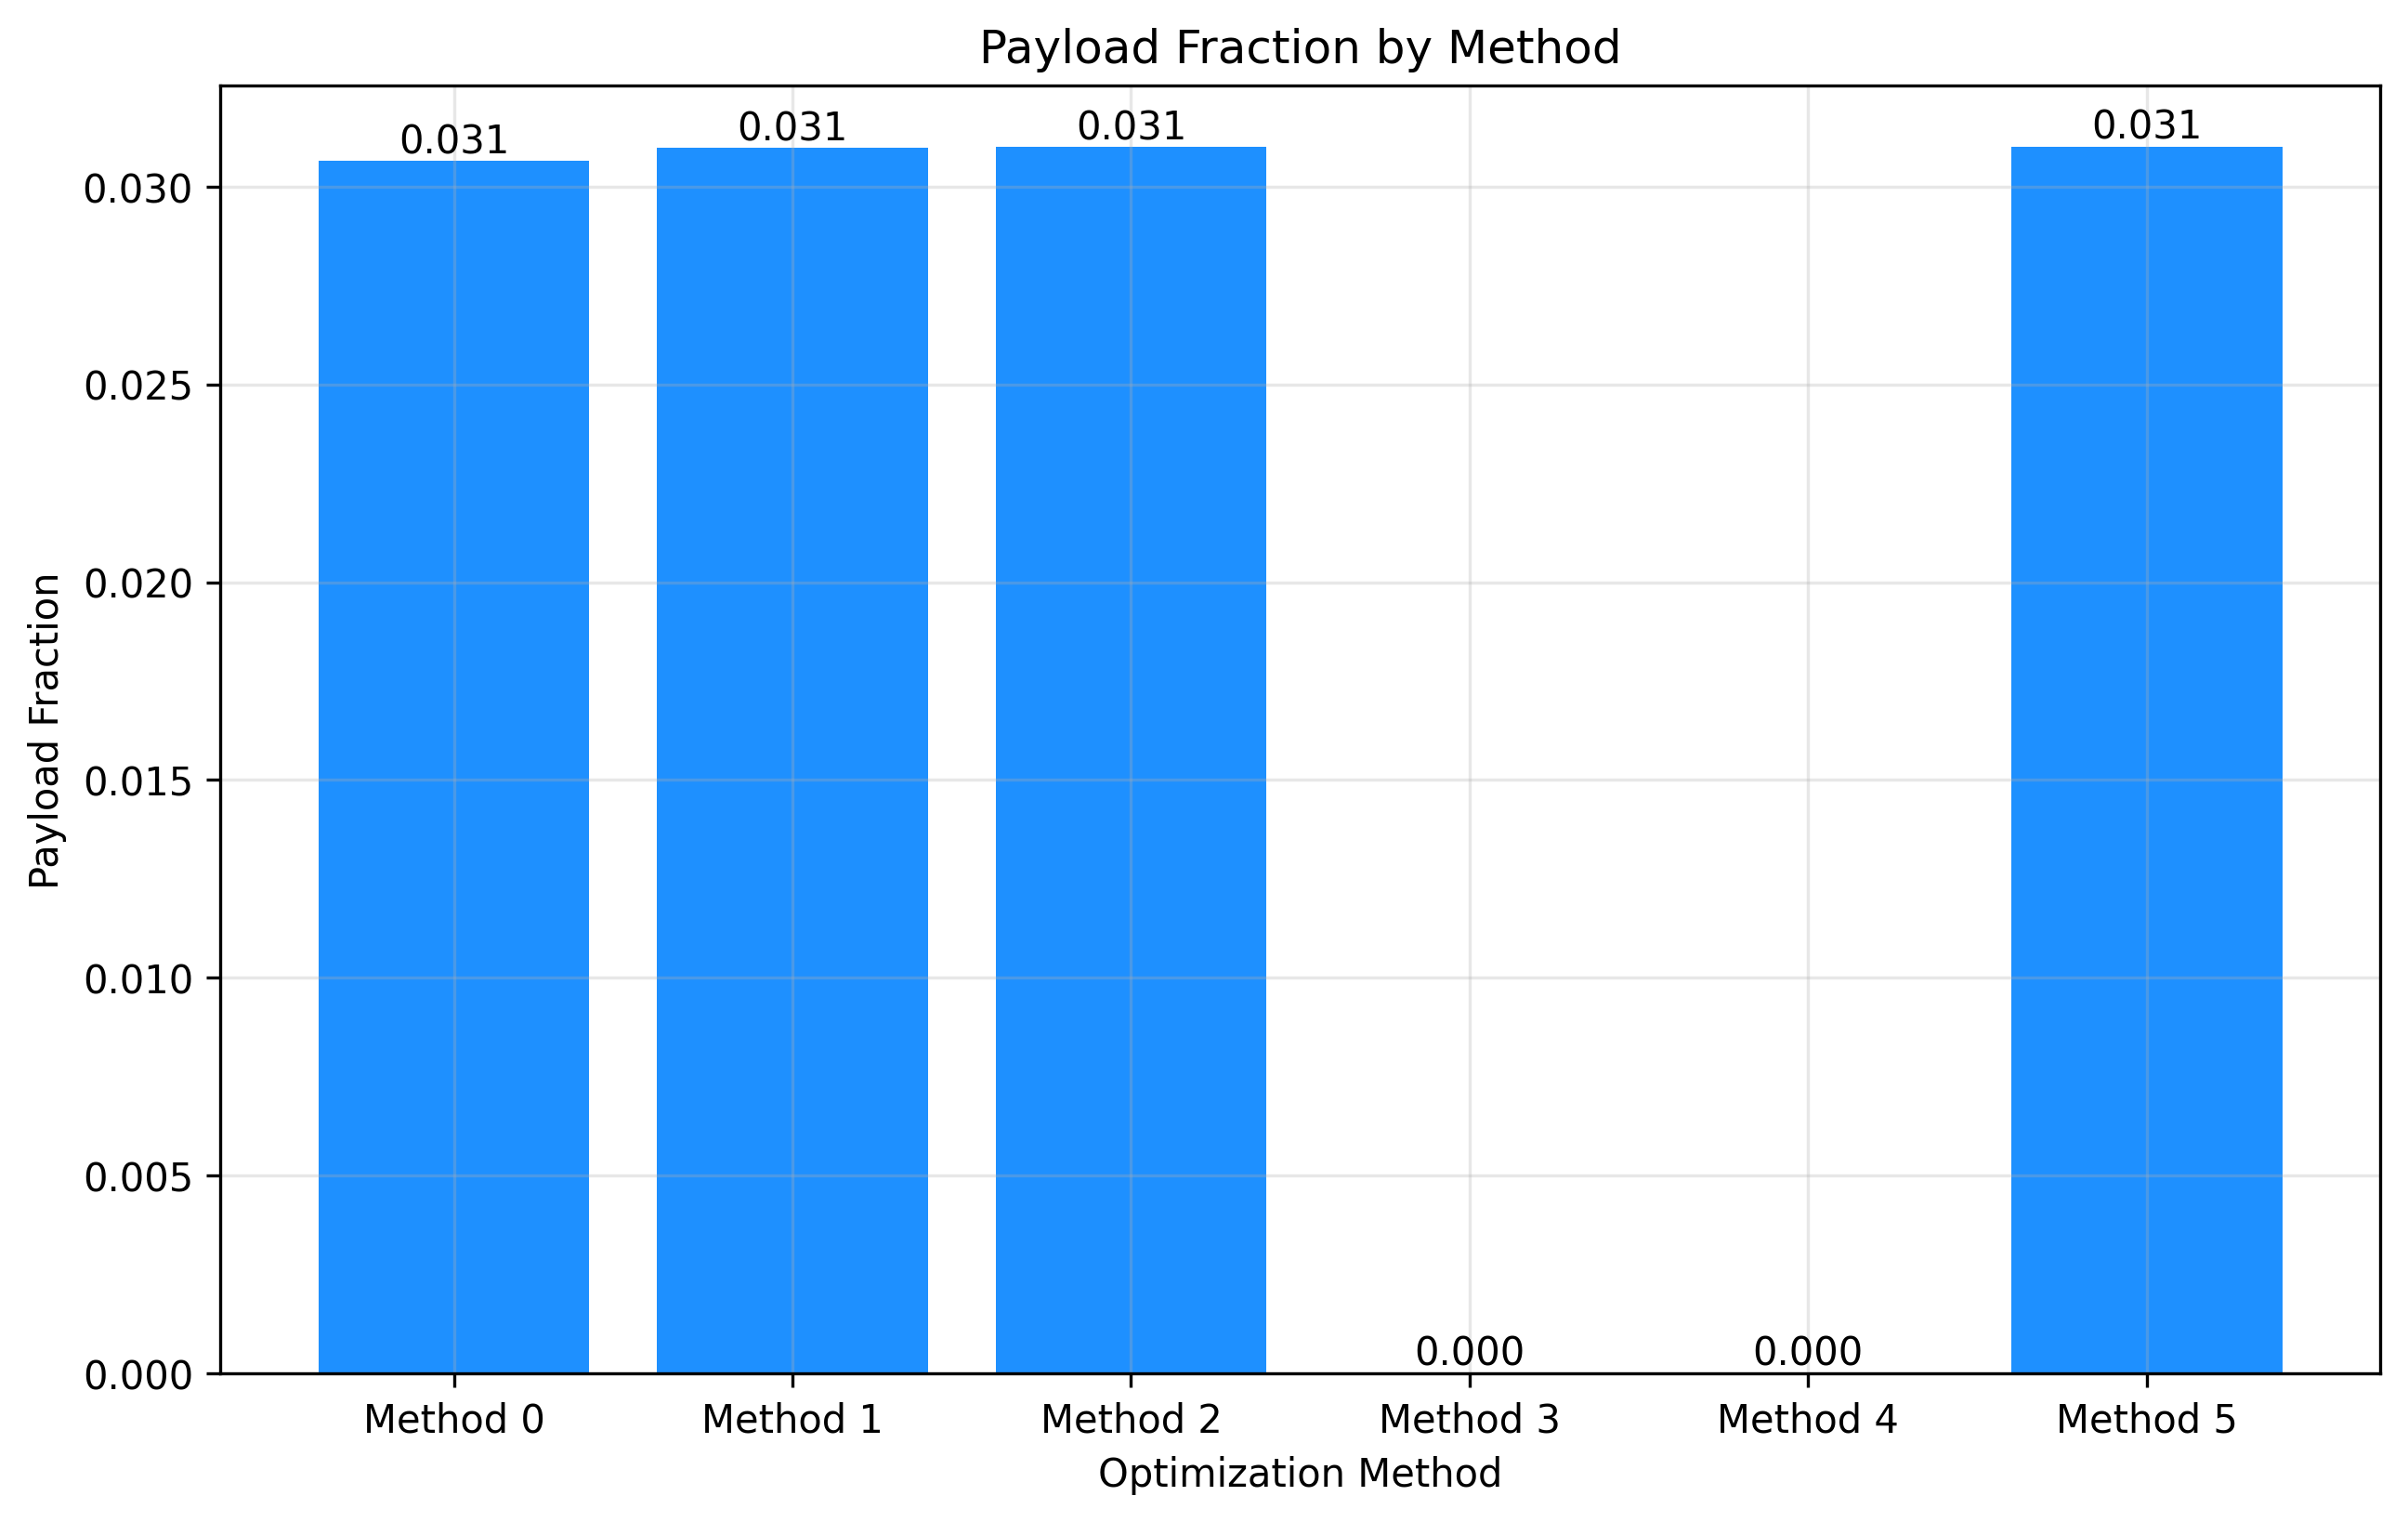 Payload Fraction by Method
0.031
0.031
0.031
0.000
0.000
0.031
Payload Fraction
0.030
0.025
0.020
0.015
0.010
0.005
0.000
Method 0
Method 1
Method 2
Method 3
Method 4
Method 5
Optimization Method